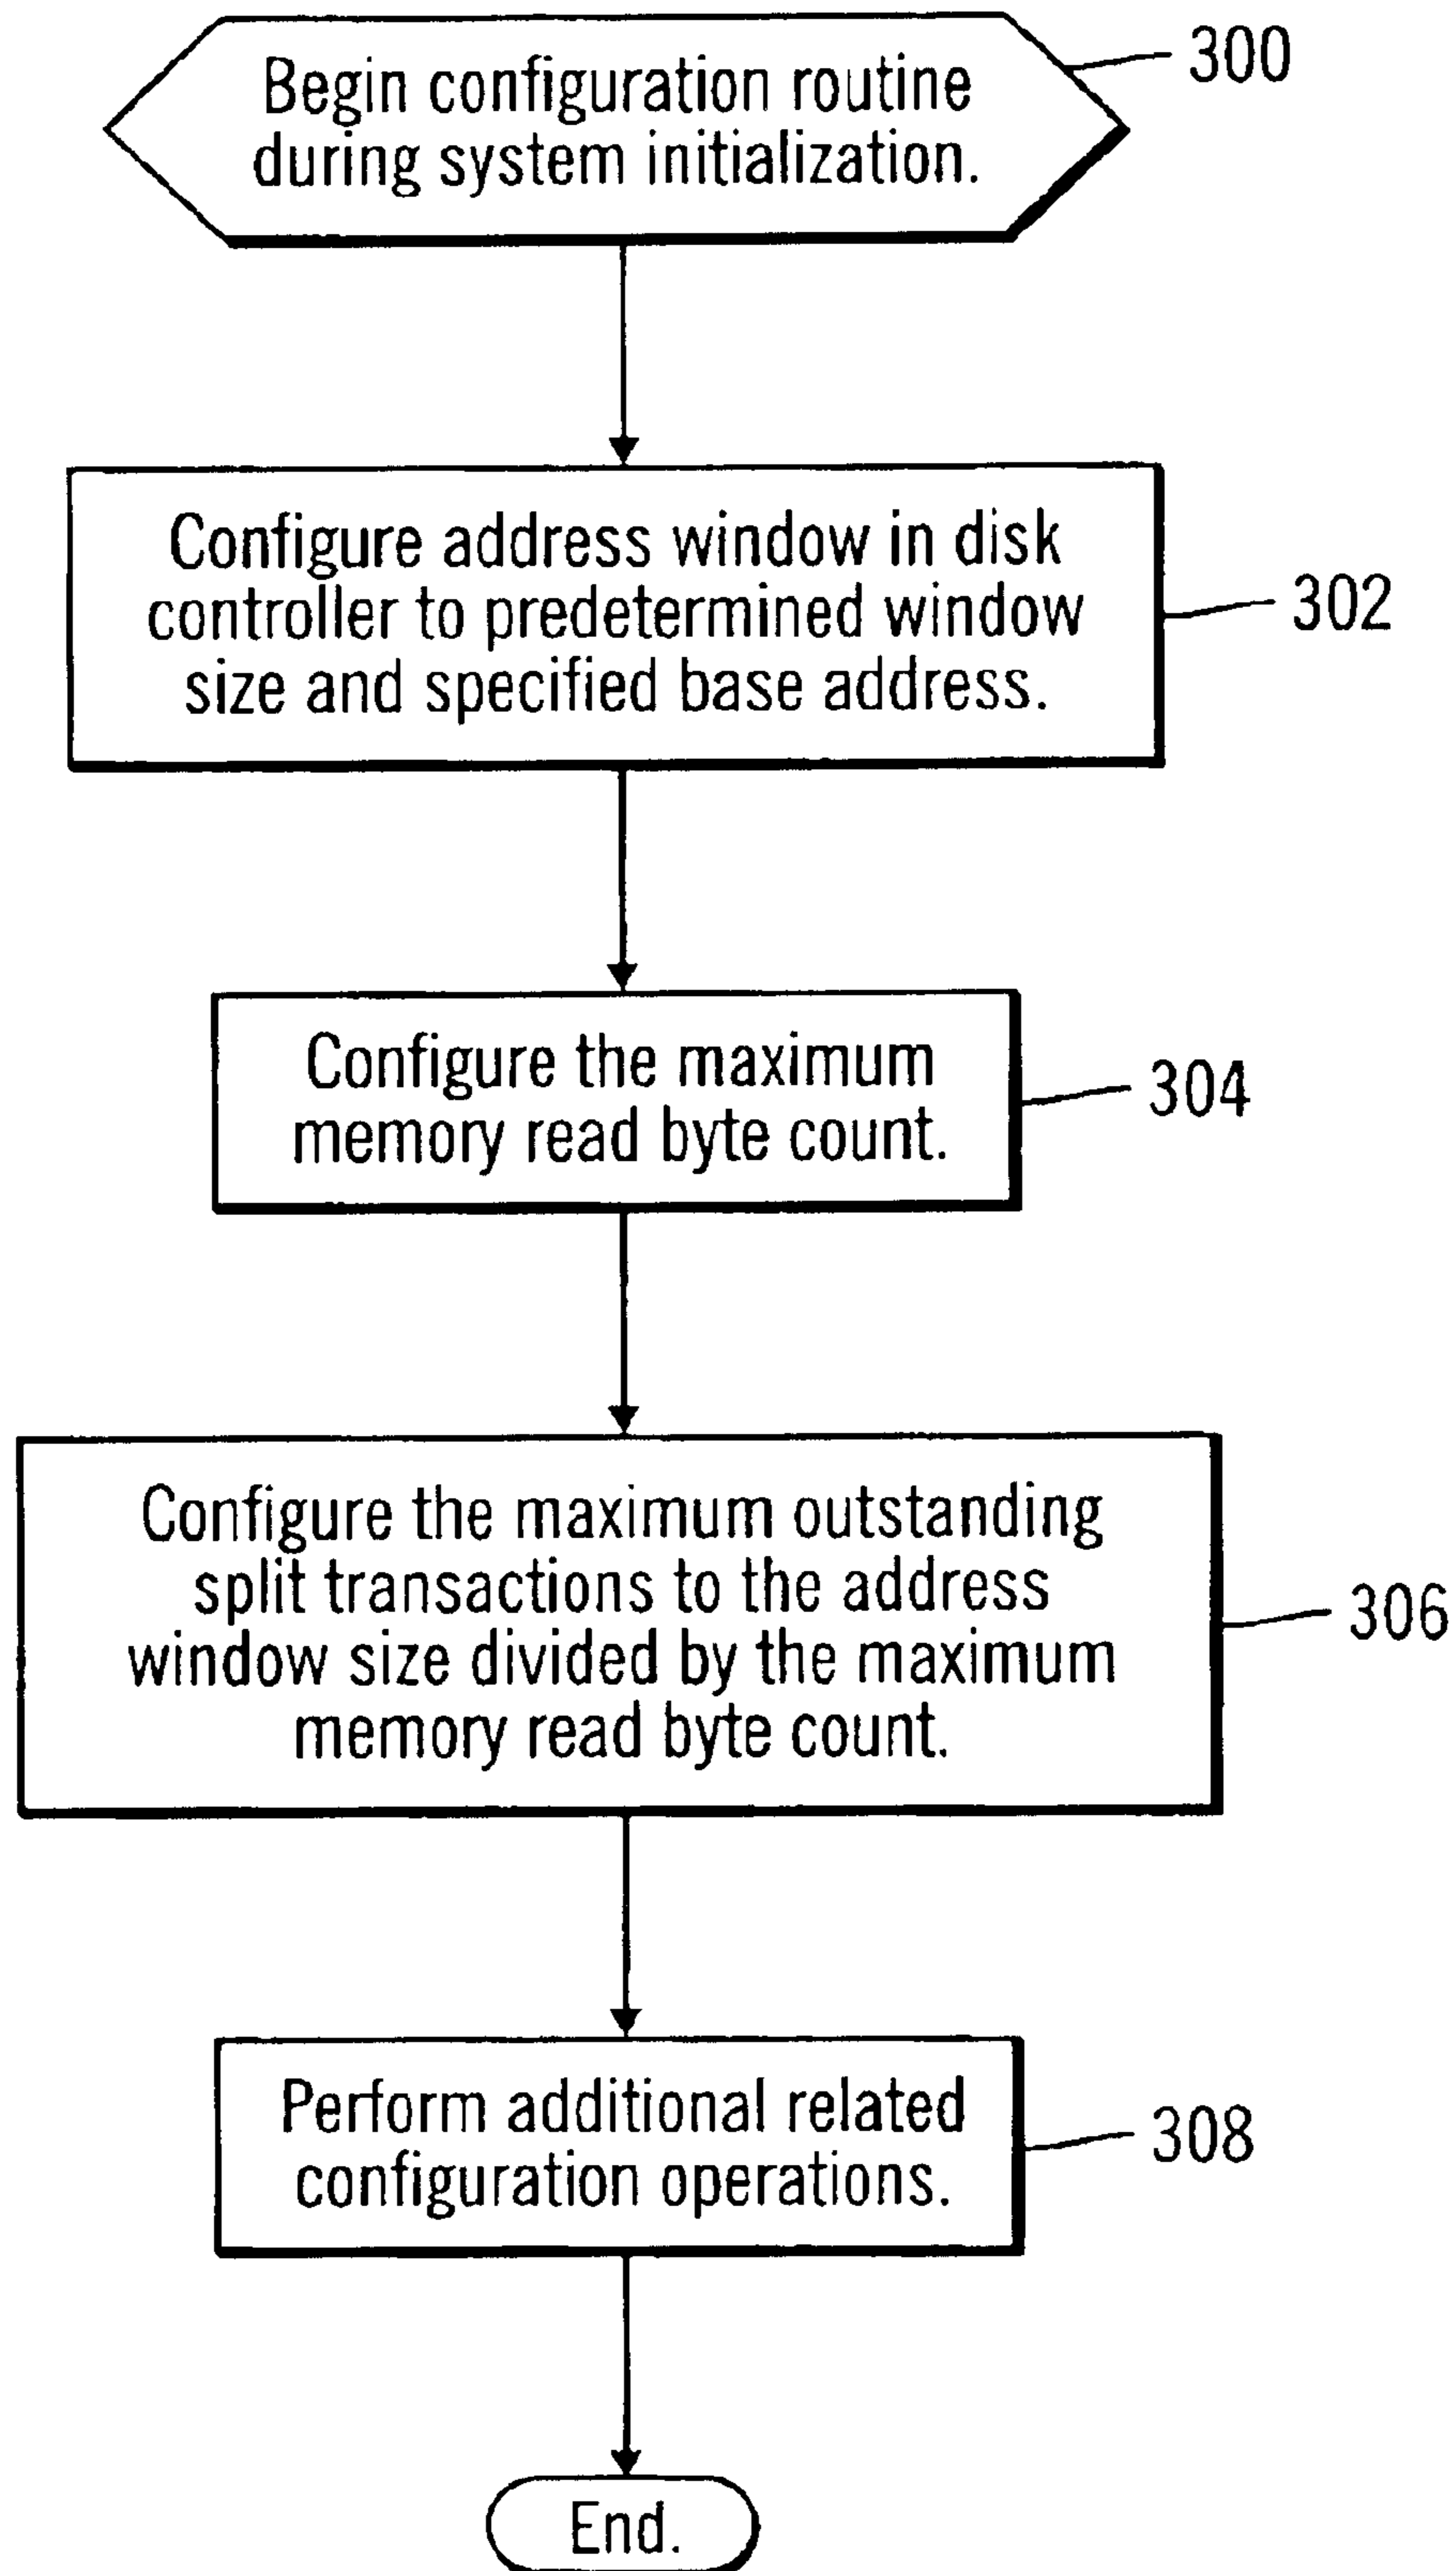 Begin configuration routine
during system initialization.
300
Configure address window in disk
controller to predetermined window
size and specified base address.
302
Configure the maximum
memory read byte count.
304
Configure the maximum outstanding
split transactions to the address
window size divided by the maximum
memory read byte count.
306
Perform additional related
configuration operations.
308
End.